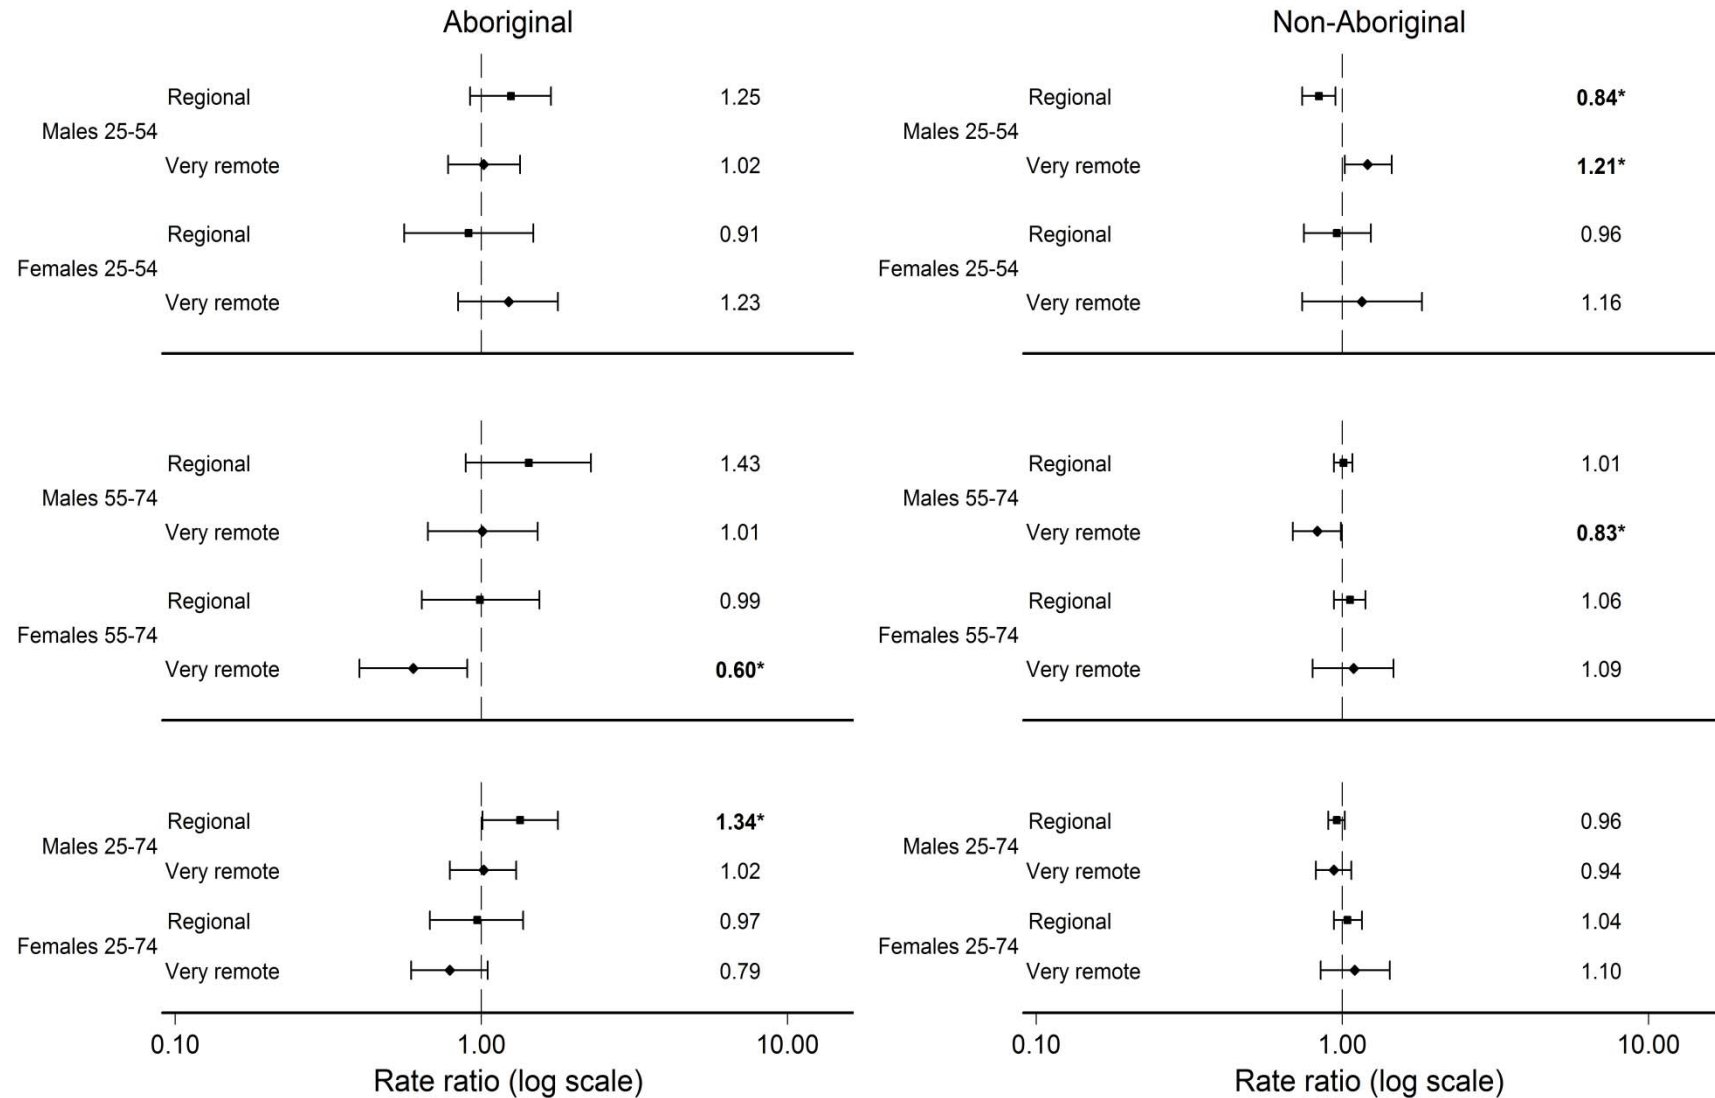 Aboriginal
Regional 1.25
Males 25-54
Very remote 1.02
Regional 0.91
Females 25-54
Very remote 1.23
Regional 1.43
Males 55-74
Very remote 1.01
Regional 0.99
Females 55-74
Very remote 0.60*
Regional 1.34*
Males 25-74
Very remote 1.02
Regional 0.97
Females 25-74
Very remote 0.79
0.10 1.00 10.00
Rate ratio (log scale)
Non-Aboriginal
Regional 0.84*
Males 25-54
Very remote 1.21*
Regional 0.96
Females 25-54
Very remote 1.16
Regional 1.01
Males 55-74
Very remote 0.83*
Regional 1.06
Females 55-74
Very remote 1.09
Regional 0.96
Males 25-74
Very remote 0.94
Regional 1.04
Females 25-74
Very remote 1.10
0.10 1.00 10.00
Rate ratio (log scale)